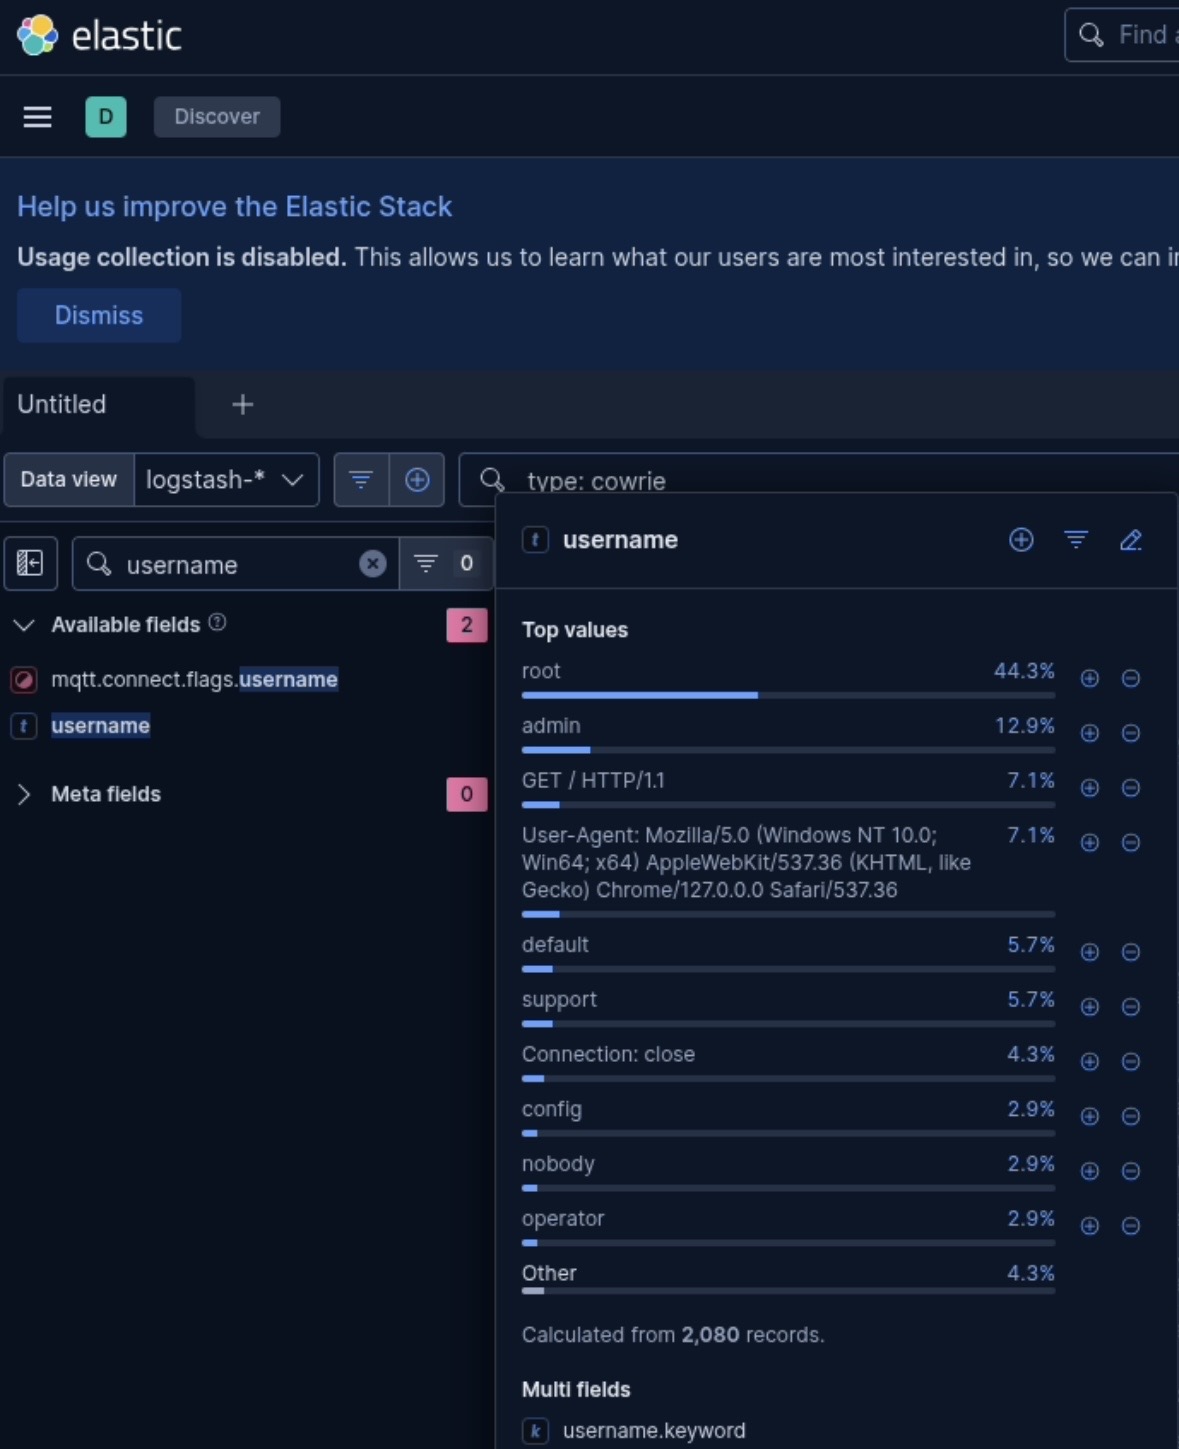 elastic
Find
D
Discover
Help us improve the Elastic Stack
Usage collection is disabled. This allows us to learn what our users are most interested in, so we can
Dismiss
Untitled
Data view
logstash-*
type: cowrie
username
0
Available fields
2
mqtt.connect.flags.username
t username
Meta fields
0
t username
Top values
root 44.3%
admin 12.9%
GET / HTTP/1.1 7.1%
User-Agent: Mozilla/5.0 (Windows NT 10.0; 7.1%
Win64; x64) AppleWebKit/537.36 (KHTML, like
Gecko) Chrome/127.0.0.0 Safari/537.36
default 5.7%
support 5.7%
Connection: close 4.3%
config 2.9%
nobody 2.9%
operator 2.9%
Other 4.3%
Calculated from 2,080 records.
Multi fields
k username.keyword